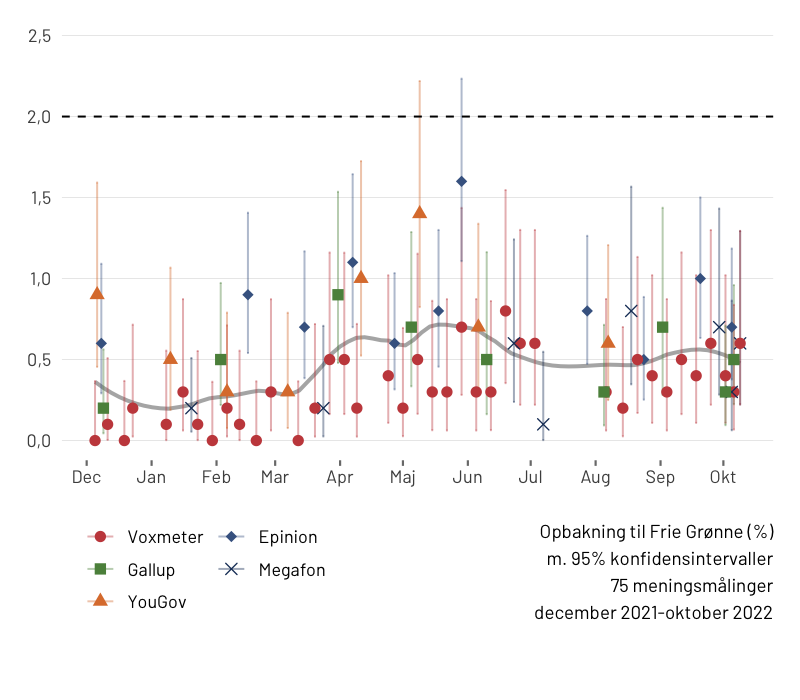 2,5
2,0
1,5
1,0
0,5
0,0
Dec Jan Feb Mar Apr Maj Jun Jul Aug Sep Okt
Voxmeter Epinion
Gallup Megafon
YouGov
Opbakning til Frie Grønne (%)
m. 95% konfidensintervaller
75 meningsmålinger
december 2021-oktober 2022